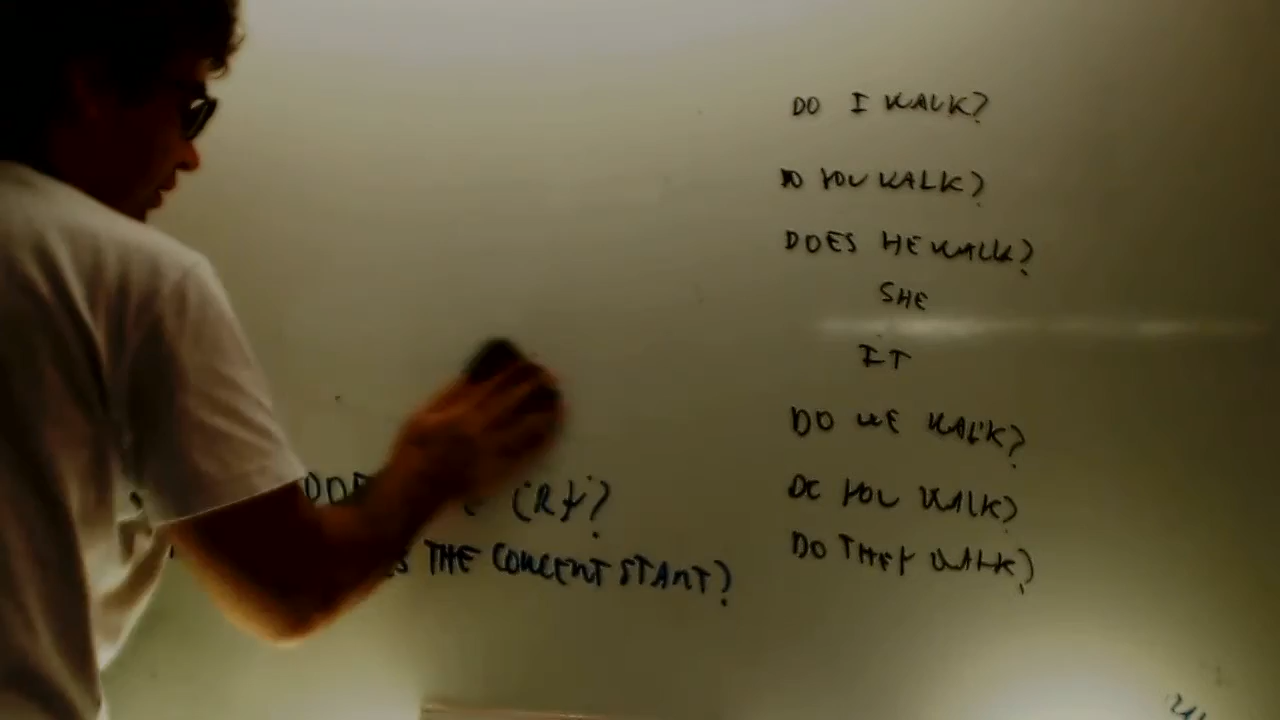 DO I WALK?
DO YOU WALK?
DOES HE WALK?
SHE
IT
DO WE WALK?
DO YOU WALK?
DO THEY WALK?
CRY?
THE CONCERT START?